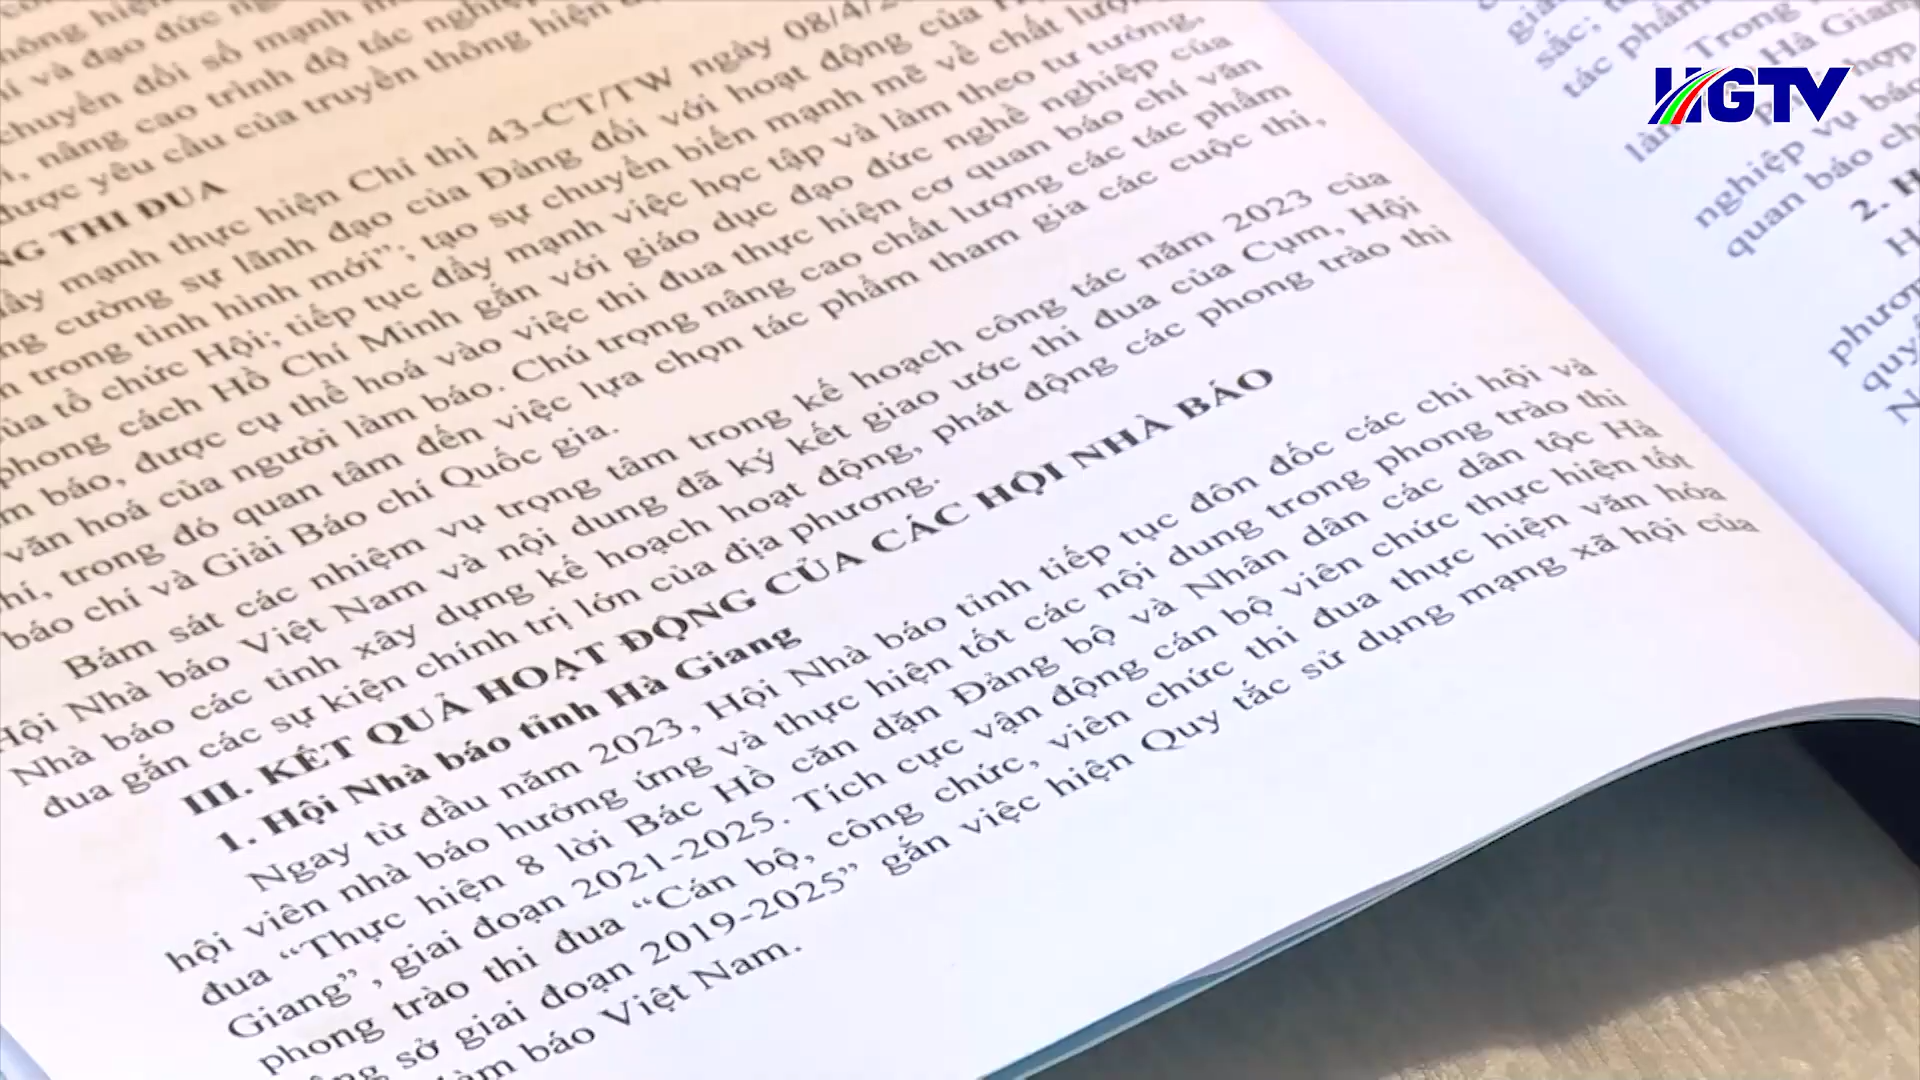 chuyển đổi số mạnh
nâng cao trình độ tác nghiệp
được yêu cầu của truyền thông hiện
THI ĐUA
mạnh thực hiện Chỉ thị 43-CT/TW ngày 08/4/
cường sự lãnh đạo của Đảng đối với hoạt động của
trong tình hình mới”; tạo sự chuyển biến mạnh mẽ về chất lượng
của tổ chức Hội; tiếp tục đẩy mạnh việc học tập và làm theo tư tưởng,
phong cách Hồ Chí Minh gắn với giáo dục đạo đức nghề nghiệp của
báo, được cụ thể hoá vào việc thi đua thực hiện cơ quan báo chí văn
văn hoá của người làm báo. Chú trọng nâng cao chất lượng các tác phẩm
trong đó quan tâm đến việc lựa chọn tác phẩm tham gia các cuộc thi,
báo chí và Giải Báo chí Quốc gia.
Bám sát các nhiệm vụ trọng tâm trong kế hoạch công tác năm 2023 của
Hội Nhà báo Việt Nam và nội dung đã ký kết giao ước thi đua của Cụm, Hội
Nhà báo các tỉnh xây dựng kế hoạch hoạt động, phát động các phong trào thi
đua gắn các sự kiện chính trị lớn của địa phương.
III. KẾT QUẢ HOẠT ĐỘNG CỦA CÁC HỘI NHÀ BÁO
1. Hội Nhà báo tỉnh Hà Giang
Ngay từ đầu năm 2023, Hội Nhà báo tỉnh tiếp tục đôn đốc các chi hội và
hội viên nhà báo hưởng ứng và thực hiện tốt các nội dung trong phong trào thi
đua “Thực hiện 8 lời Bác Hồ căn dặn Đảng bộ và Nhân dân các dân tộc Hà
Giang”, giai đoạn 2021-2025. Tích cực vận động cán bộ viên chức thực hiện tốt
phong trào thi đua “Cán bộ, công chức, viên chức thi đua thực hiện văn hóa
sở giai đoạn 2019-2025” gắn việc hiện Quy tắc sử dụng mạng xã hội của
làm báo Việt Nam.
sắc;
tác phẩm
Trong
Hà Giang
làm
phối hợp
nghiệp vụ báo
quan báo chí
2.
HGTV